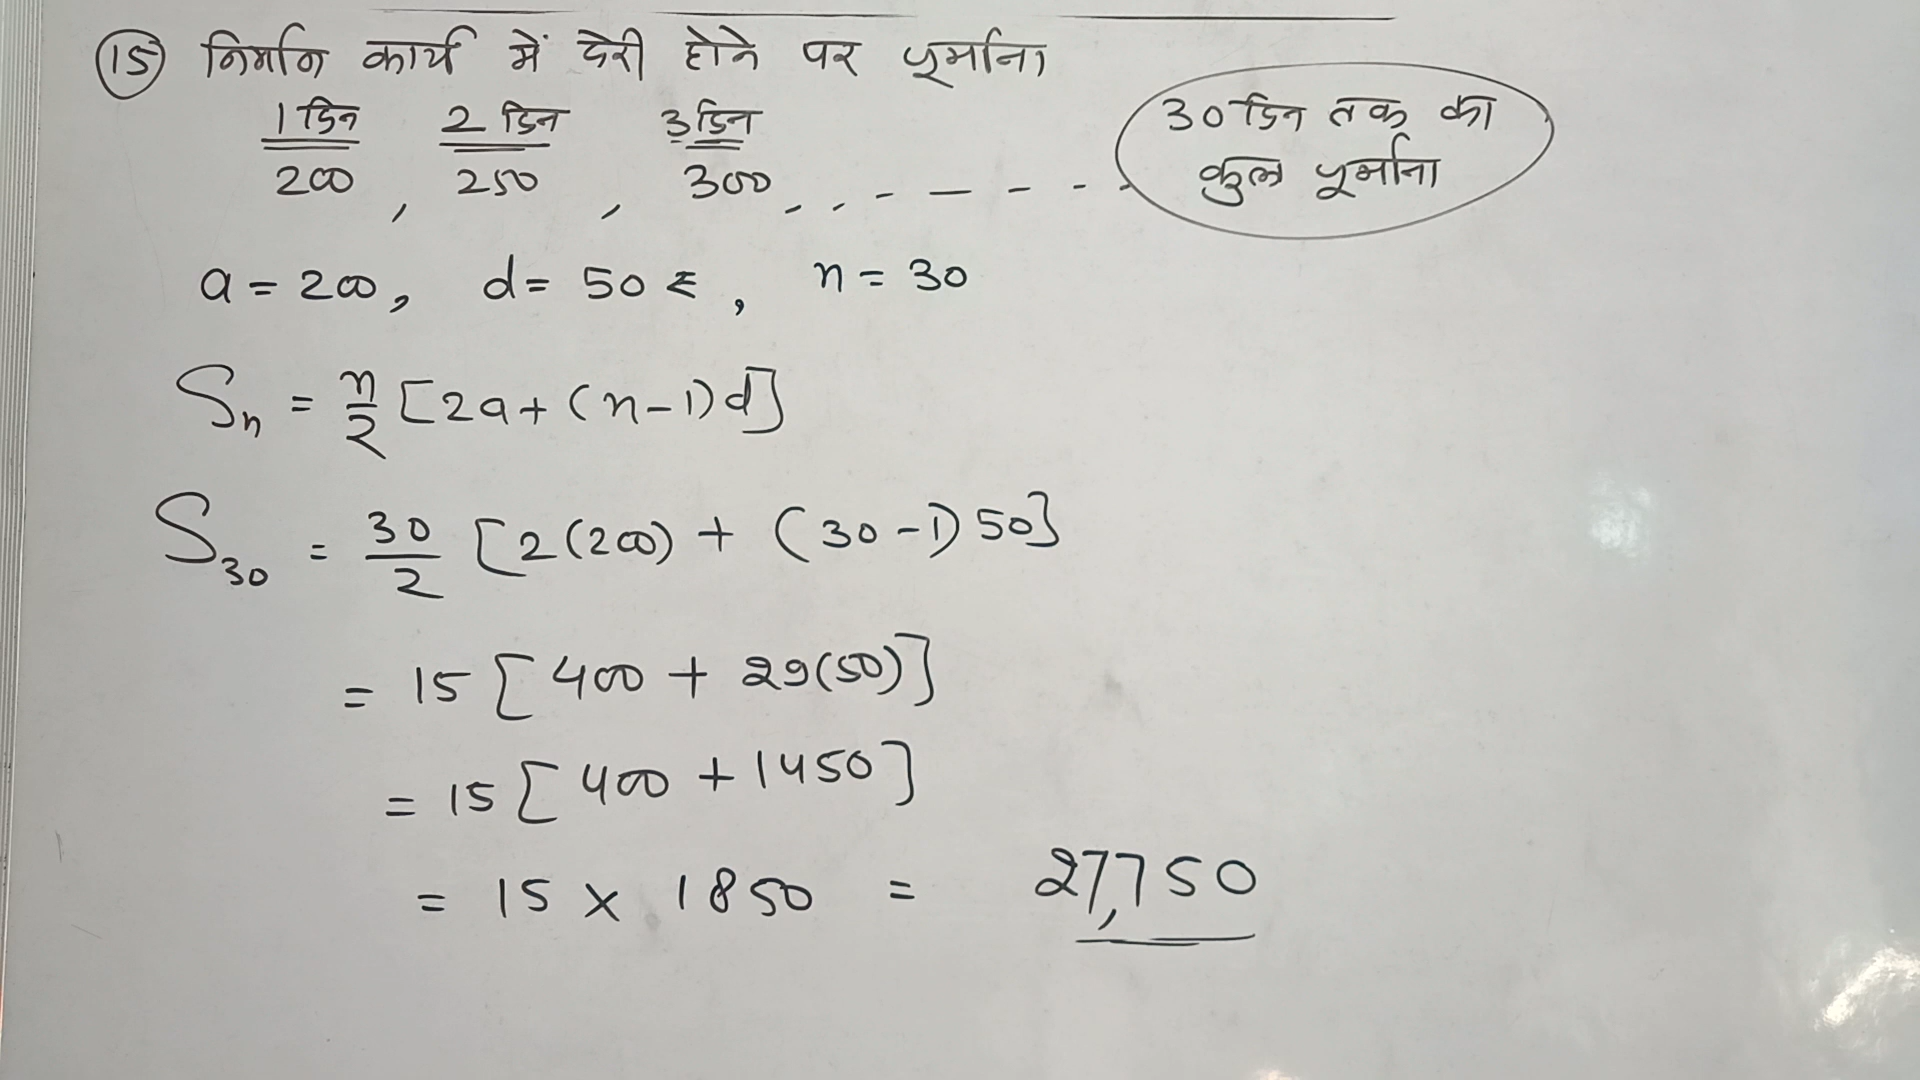 15 निर्माण कार्य में देरी होने पर जूर्माना
1 दिन 2 दिन 3 दिन
200 , 250 , 300 , . . - - - - -
30 दिन तक का
कुल जूर्माना
a = 200, d = 50 ₹, n = 30
Sn = n/2 [2a + (n-1)d]
S30 = 30/2 [2(200) + (30-1) 50]
= 15 [400 + 29(50)]
= 15 [400 + 1450]
= 15 × 1850 = 27,750